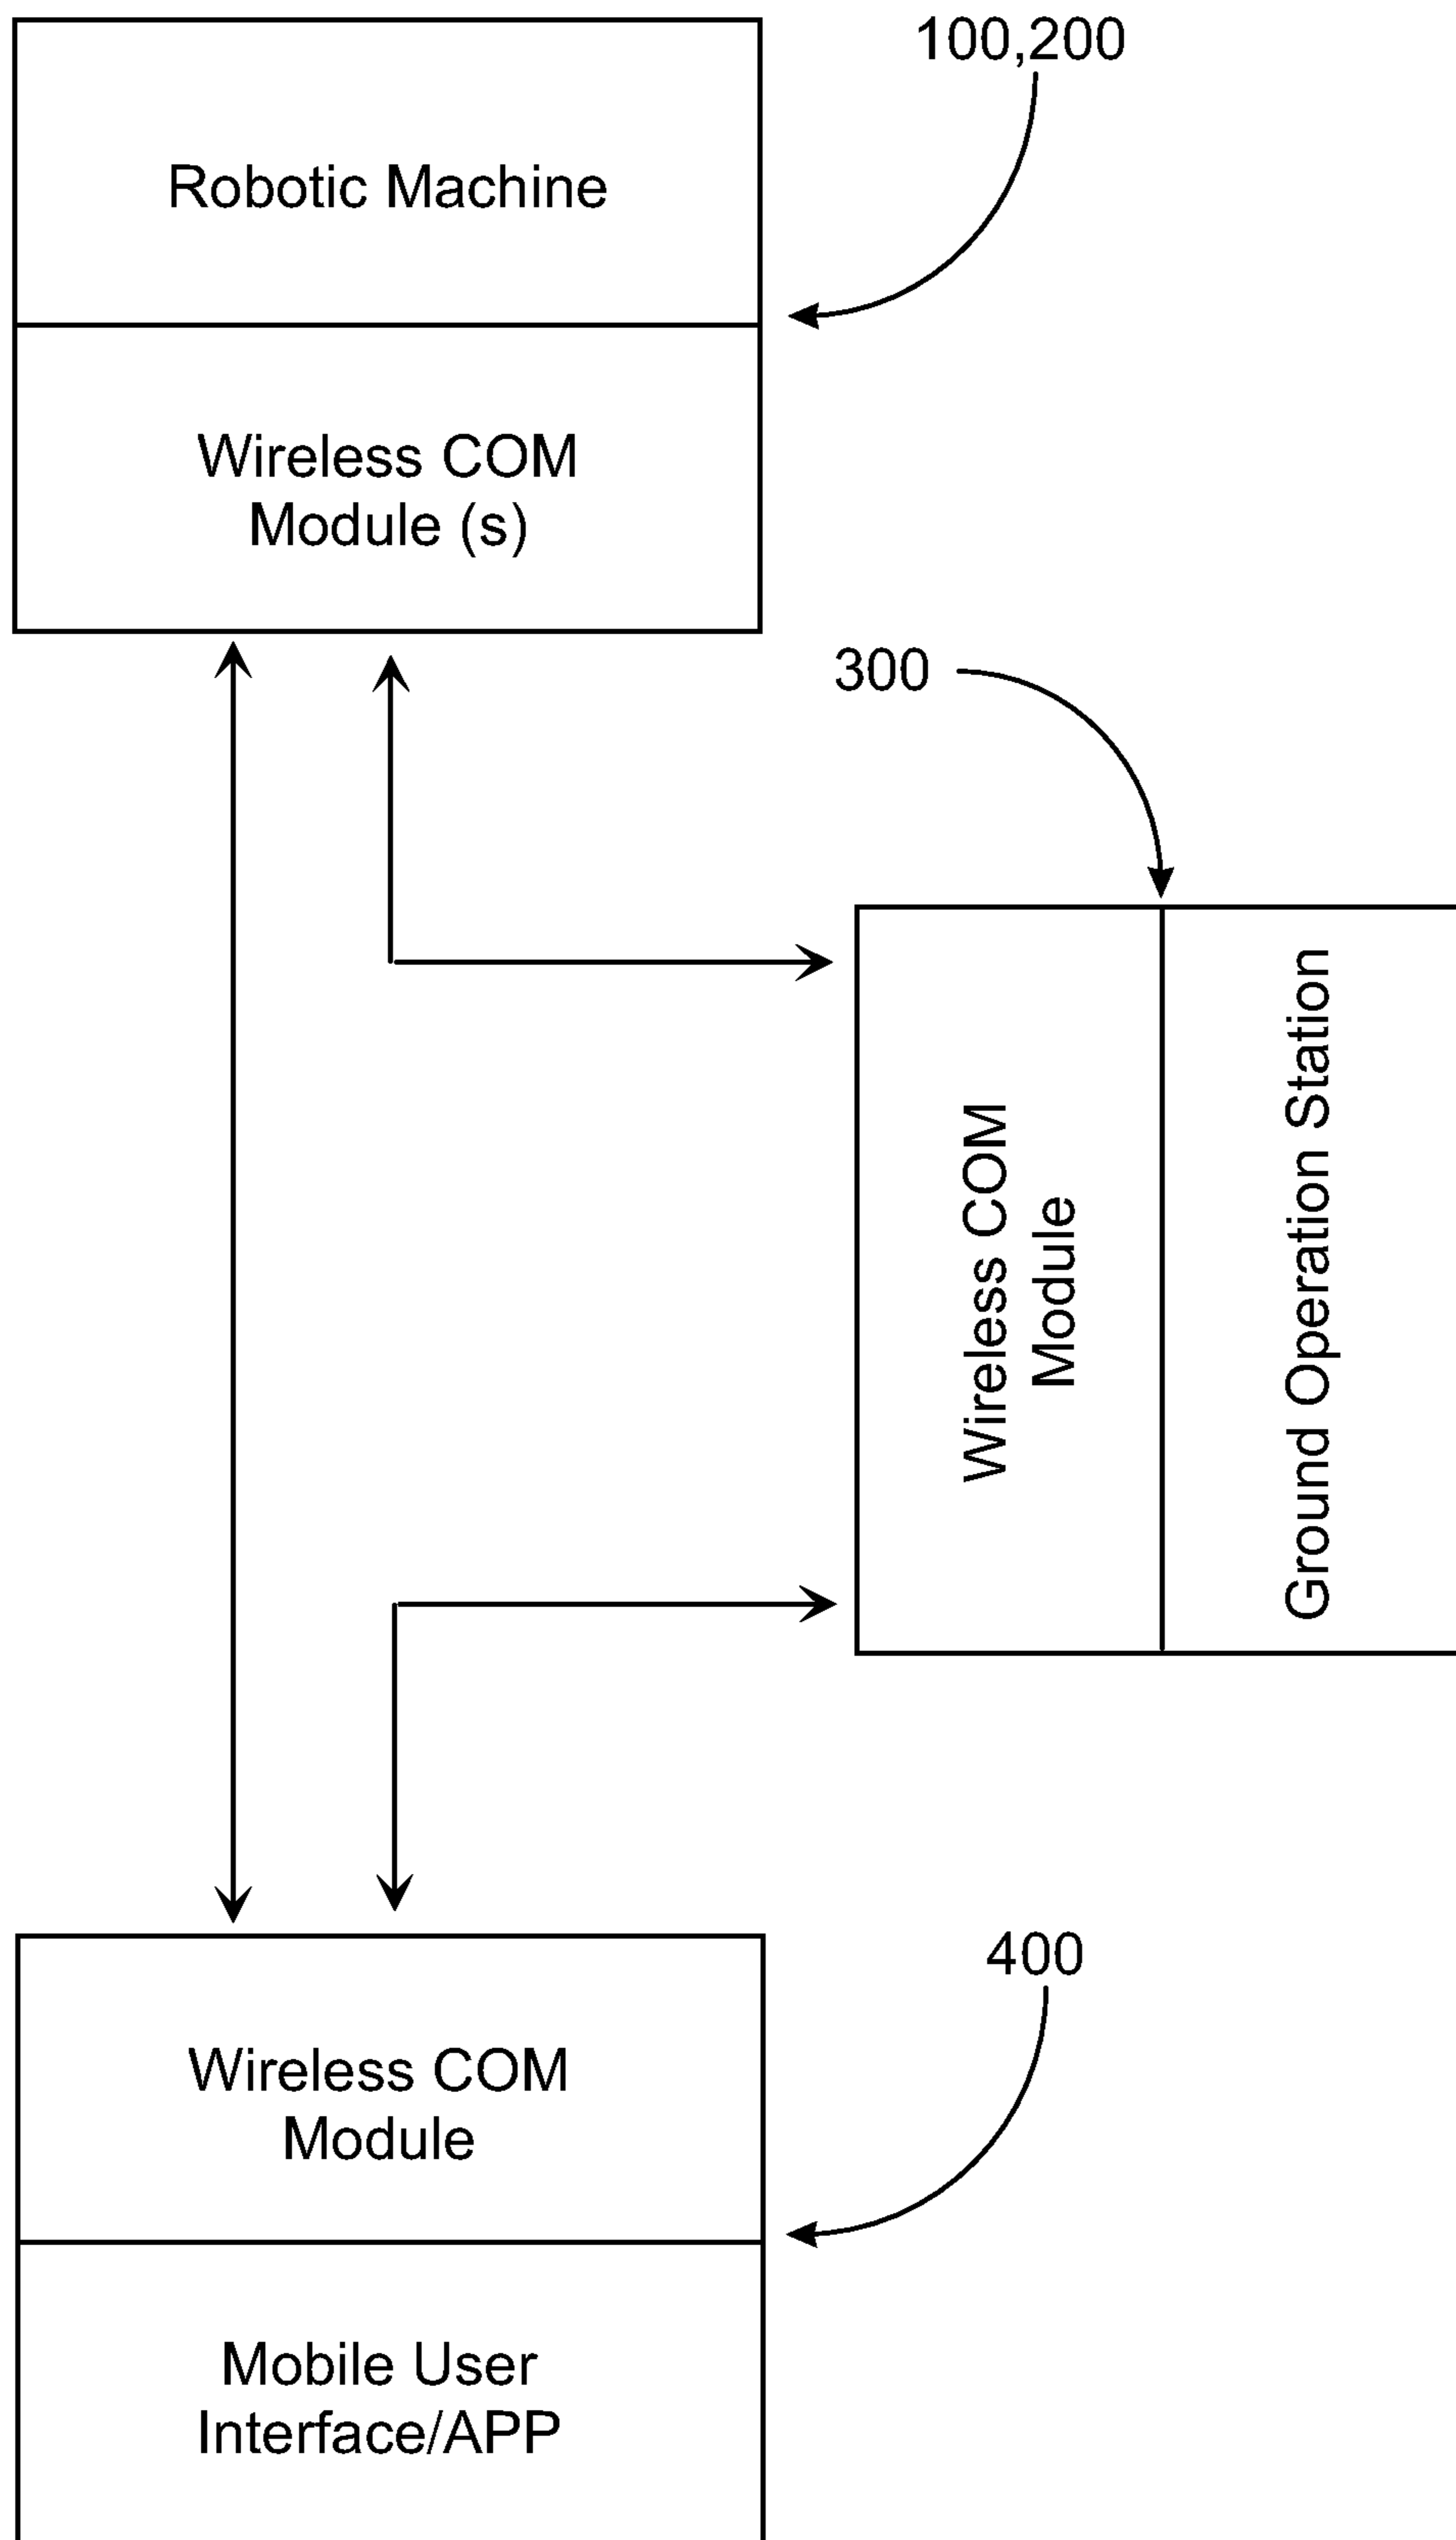 100,200
Robotic Machine
Wireless COM
Module (s)
300
Wireless COM
Module
Ground Operation Station
400
Wireless COM
Module
Mobile User
Interface/APP